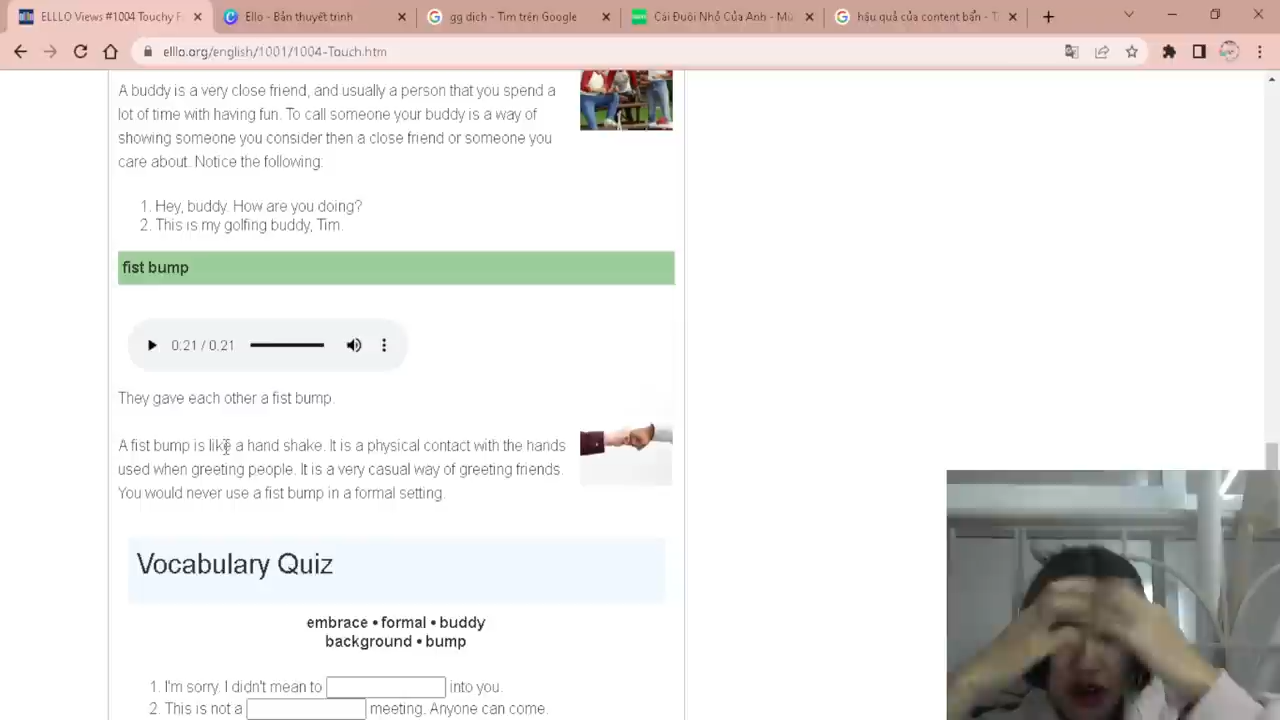 ELLLO Views #1004 Touchy F
Ello - Bản thuyết trình
gg dịch - Tìm trên Google
Cái Đuôi Nhỏ Của Anh - Mù
hậu quả của content bẩn - T
elllo.org/english/1001/1004-Touch.htm
A buddy is a very close friend, and usually a person that you spend a
lot of time with having fun. To call someone your buddy is a way of
showing someone you consider then a close friend or someone you
care about. Notice the following:
1. Hey, buddy. How are you doing?
2. This is my golfing buddy, Tim.
fist bump
0:21 / 0:21
They gave each other a fist bump.
A fist bump is like a hand shake. It is a physical contact with the hands
used when greeting people. It is a very casual way of greeting friends.
You would never use a fist bump in a formal setting.
Vocabulary Quiz
embrace • formal • buddy
background • bump
1. I'm sorry. I didn't mean to into you.
2. This is not a meeting. Anyone can come.